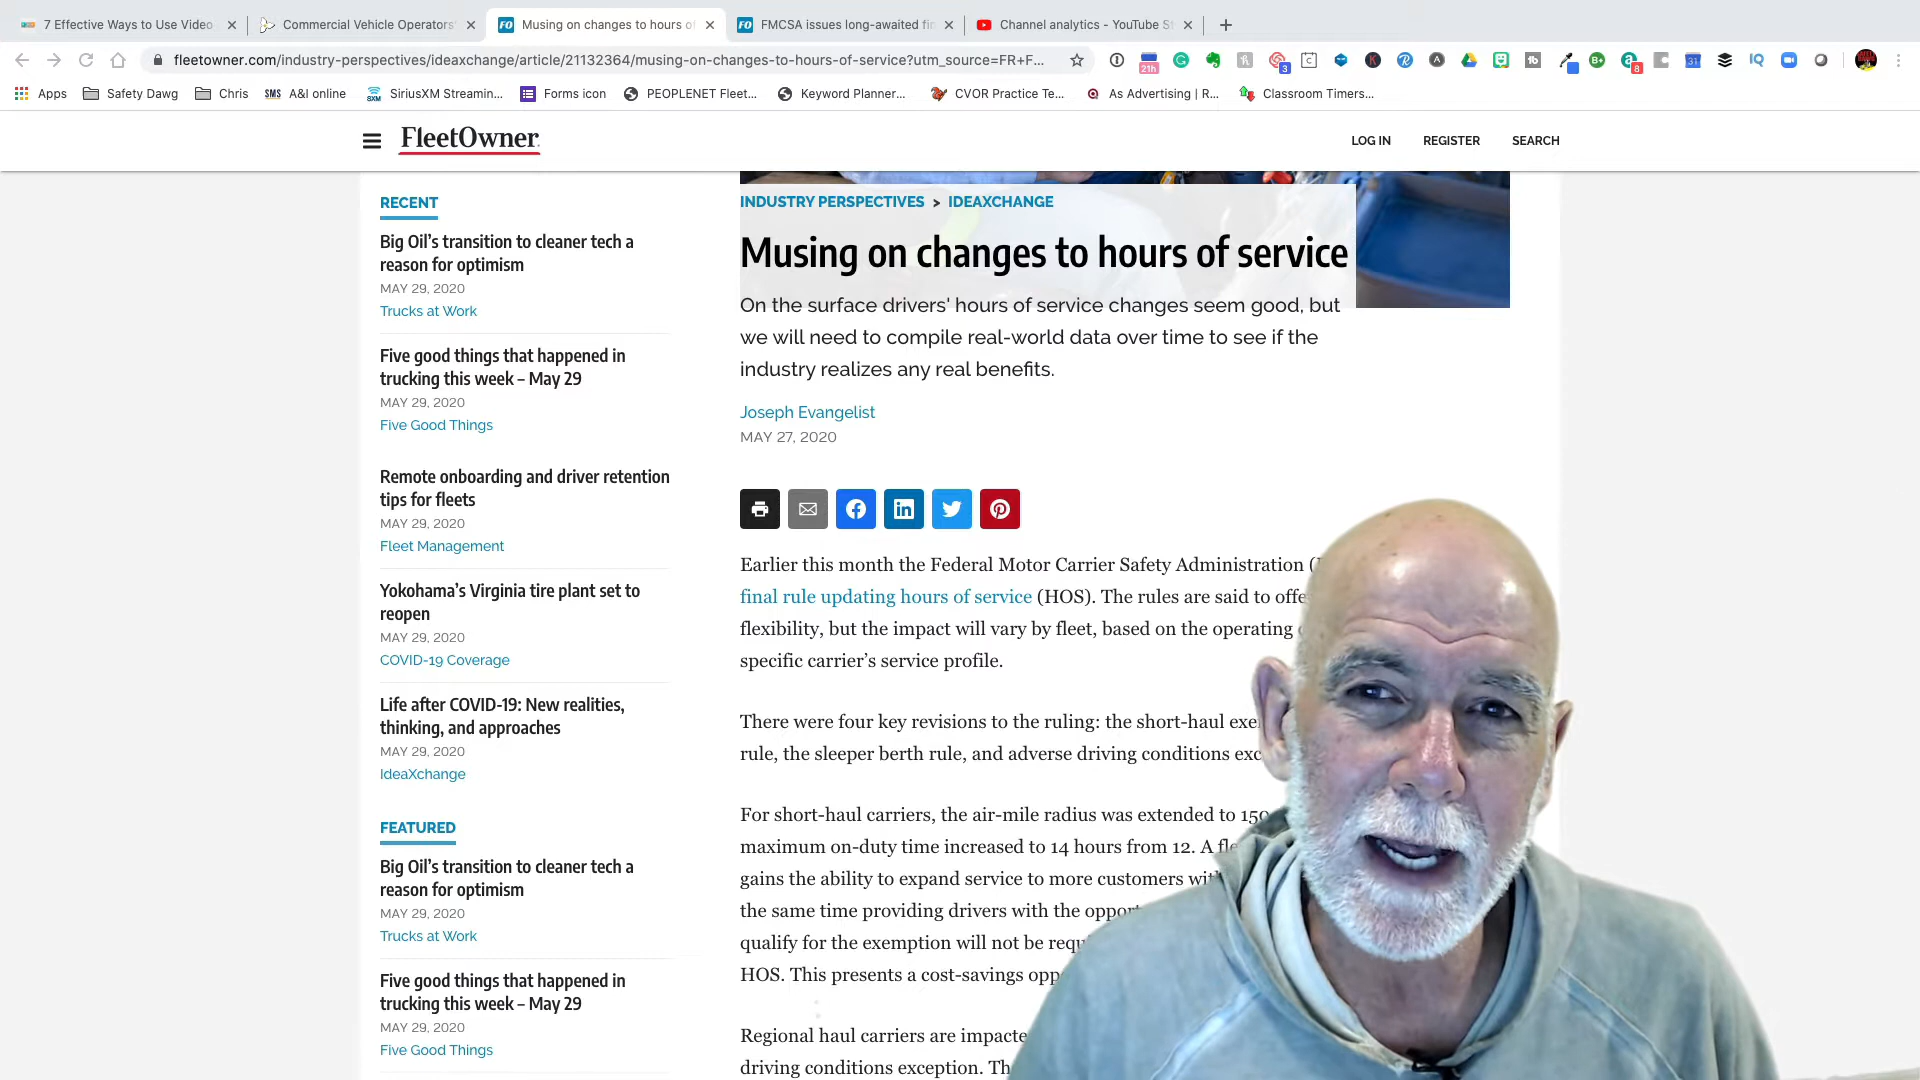 7 Effective Ways to Use Video
Commercial Vehicle Operators'
Musing on changes to hours of
FMCSA issues long-awaited fin
Channel analytics - YouTube S
fleetowner.com/industry-perspectives/ideaxchange/article/21132364/musing-on-changes-to-hours-of-service?utm_source=FR+F...
Apps
Safety Dawg
Chris
SMS A&I online
SiriusXM Streamin...
Forms icon
PEOPLENET Fleet...
Keyword Planner...
CVOR Practice Te...
As Advertising | R...
Classroom Timers...
FleetOwner
LOG IN
REGISTER
SEARCH
RECENT
Big Oil’s transition to cleaner tech a
reason for optimism
MAY 29, 2020
Trucks at Work
Five good things that happened in
trucking this week – May 29
MAY 29, 2020
Five Good Things
Remote onboarding and driver retention
tips for fleets
MAY 29, 2020
Fleet Management
Yokohama’s Virginia tire plant set to
reopen
MAY 29, 2020
COVID-19 Coverage
Life after COVID-19: New realities,
thinking, and approaches
MAY 29, 2020
IdeaXchange
FEATURED
Big Oil’s transition to cleaner tech a
reason for optimism
MAY 29, 2020
Trucks at Work
Five good things that happened in
trucking this week – May 29
MAY 29, 2020
Five Good Things
INDUSTRY PERSPECTIVES > IDEAXCHANGE
Musing on changes to hours of service
On the surface drivers' hours of service changes seem good, but
we will need to compile real-world data over time to see if the
industry realizes any real benefits.
Joseph Evangelist
MAY 27, 2020
Earlier this month the Federal Motor Carrier Safety Administration (
final rule updating hours of service (HOS). The rules are said to offe
flexibility, but the impact will vary by fleet, based on the operating
specific carrier’s service profile.
There were four key revisions to the ruling: the short-haul exe
rule, the sleeper berth rule, and adverse driving conditions exc
For short-haul carriers, the air-mile radius was extended to 150
maximum on-duty time increased to 14 hours from 12. A fle
gains the ability to expand service to more customers wit
the same time providing drivers with the opport
qualify for the exemption will not be requ
HOS. This presents a cost-savings opp
Regional haul carriers are impacte
driving conditions exception. Th